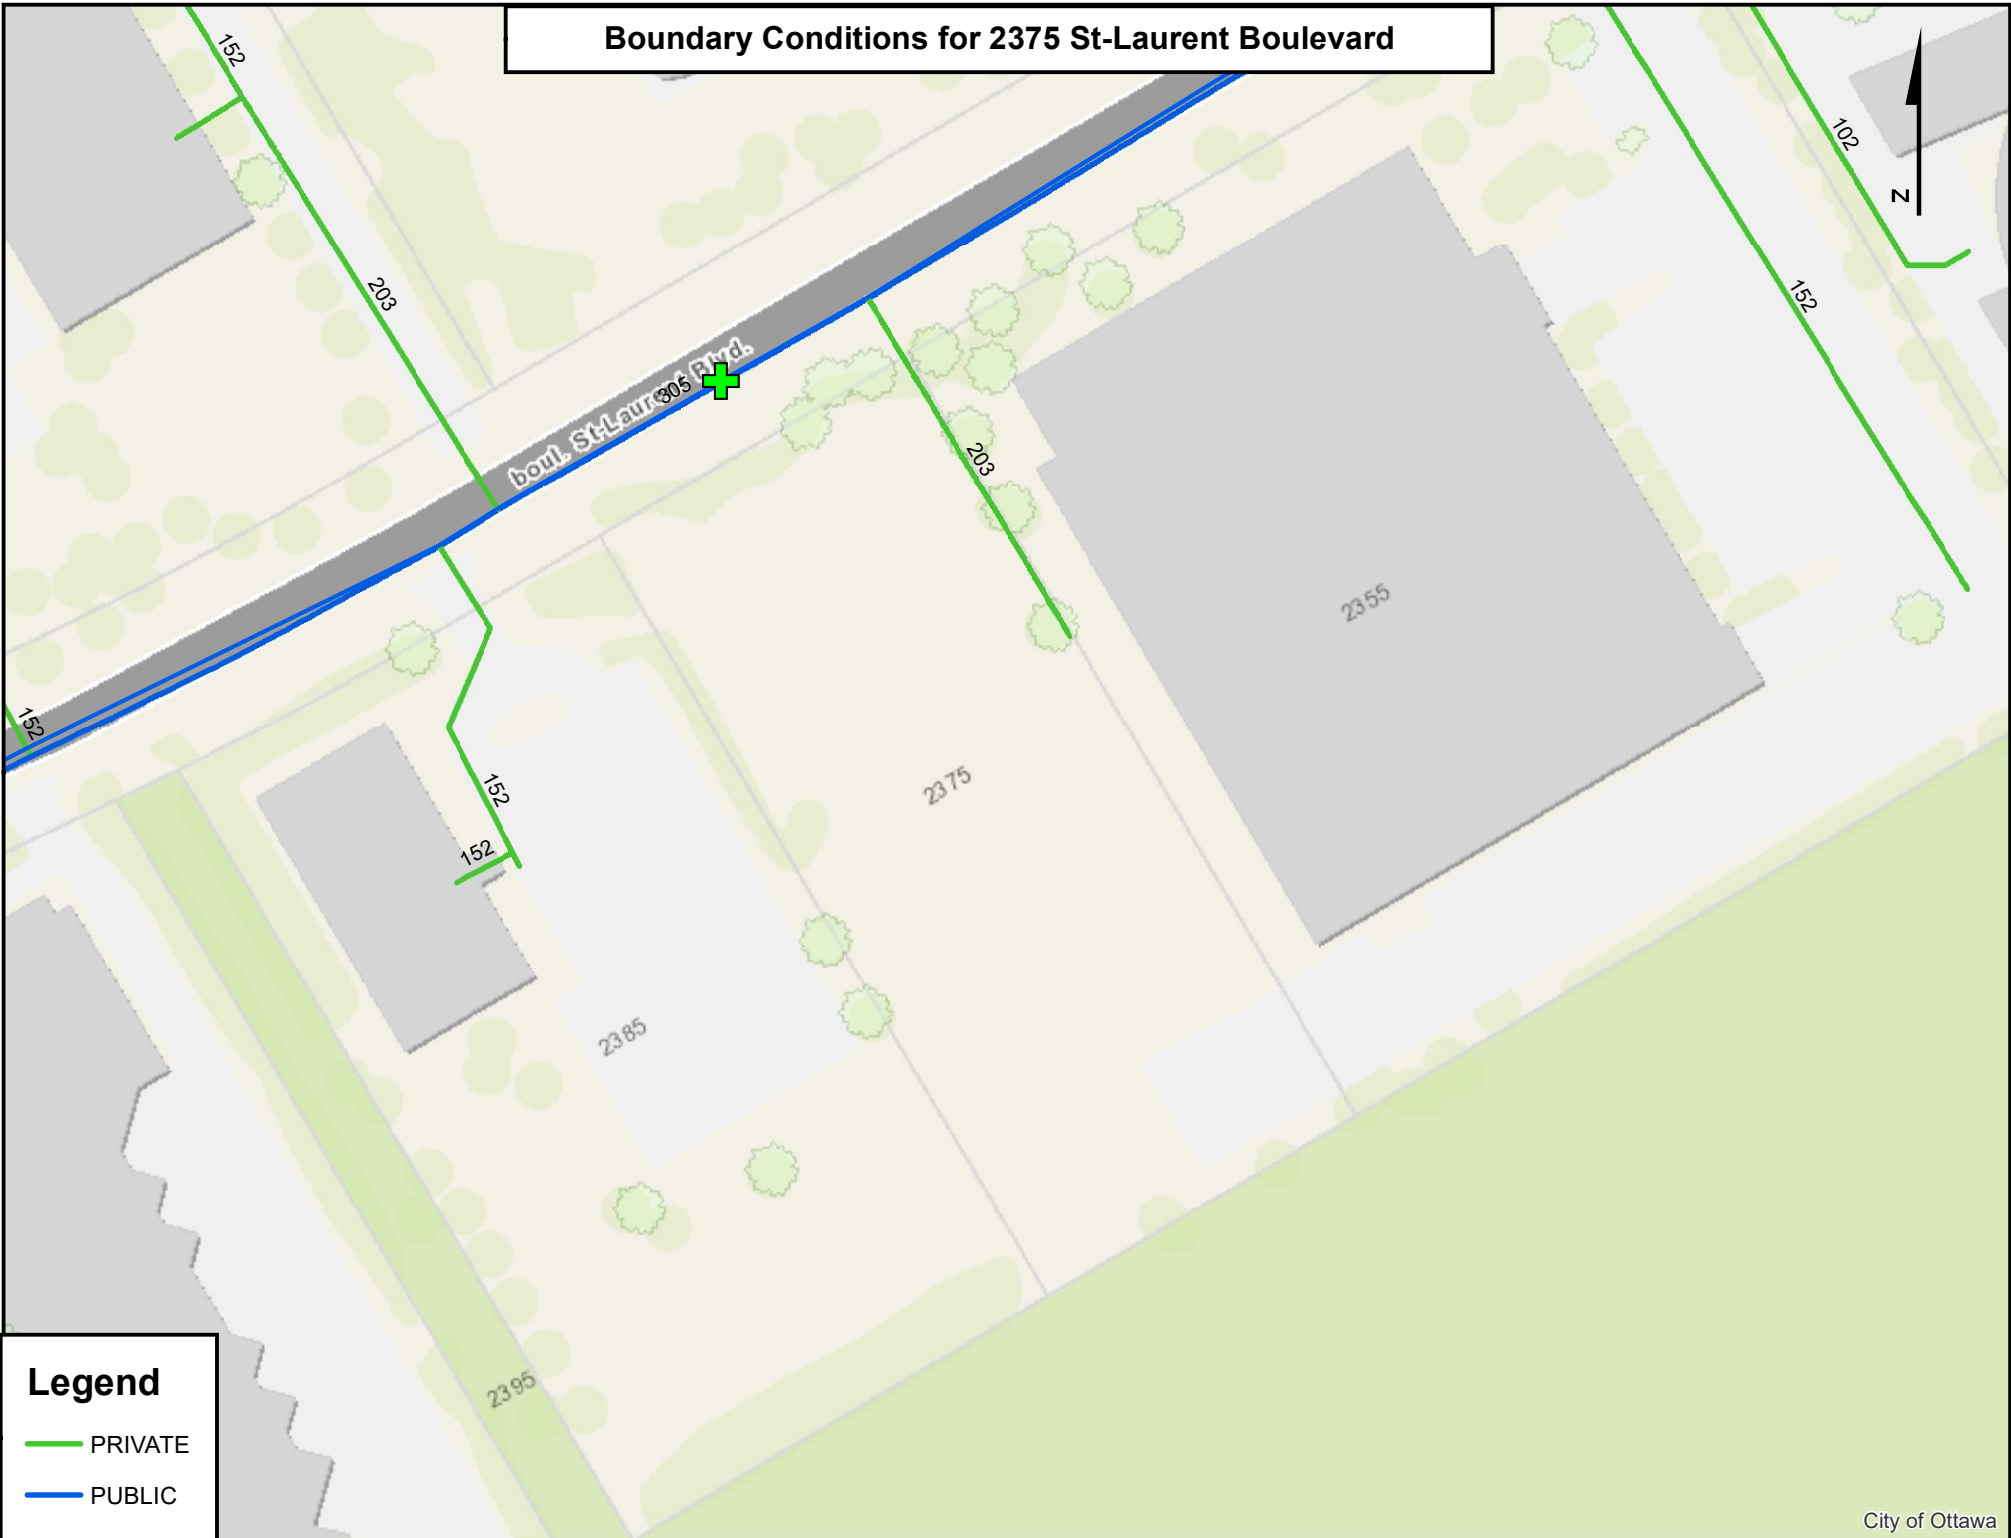 Boundary Conditions for 2375 St-Laurent Boulevard
152
102
N
203
152
boul. St-Laurent Blvd.
305
203
2355
152
2375
152
152
2385
2395
Legend
PRIVATE
PUBLIC
City of Ottawa